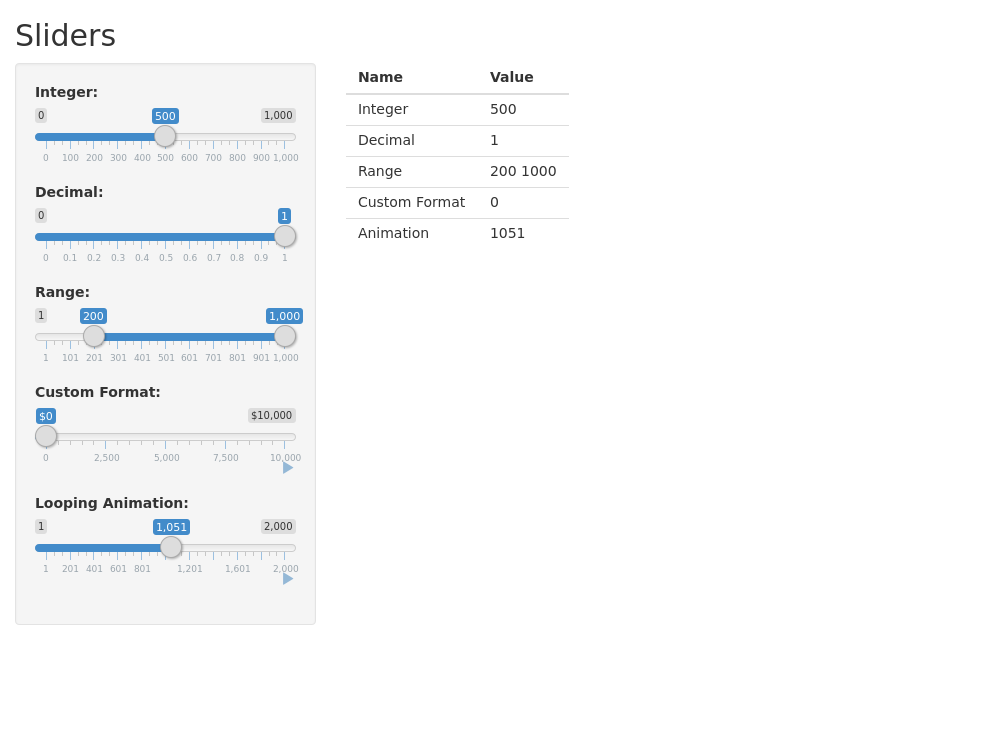 Sliders
Integer:
0 500 1,000
0 100 200 300 400 500 600 700 800 900 1,000
Decimal:
0 1
0 0.1 0.2 0.3 0.4 0.5 0.6 0.7 0.8 0.9 1
Range:
1 200 1,000
1 101 201 301 401 501 601 701 801 901 1,000
Custom Format:
$0 $10,000
0 2,500 5,000 7,500 10,000
Looping Animation:
1 1,051 2,000
1 201 401 601 801 1,201 1,601 2,000
Name Value
Integer 500
Decimal 1
Range 200 1000
Custom Format 0
Animation 1051